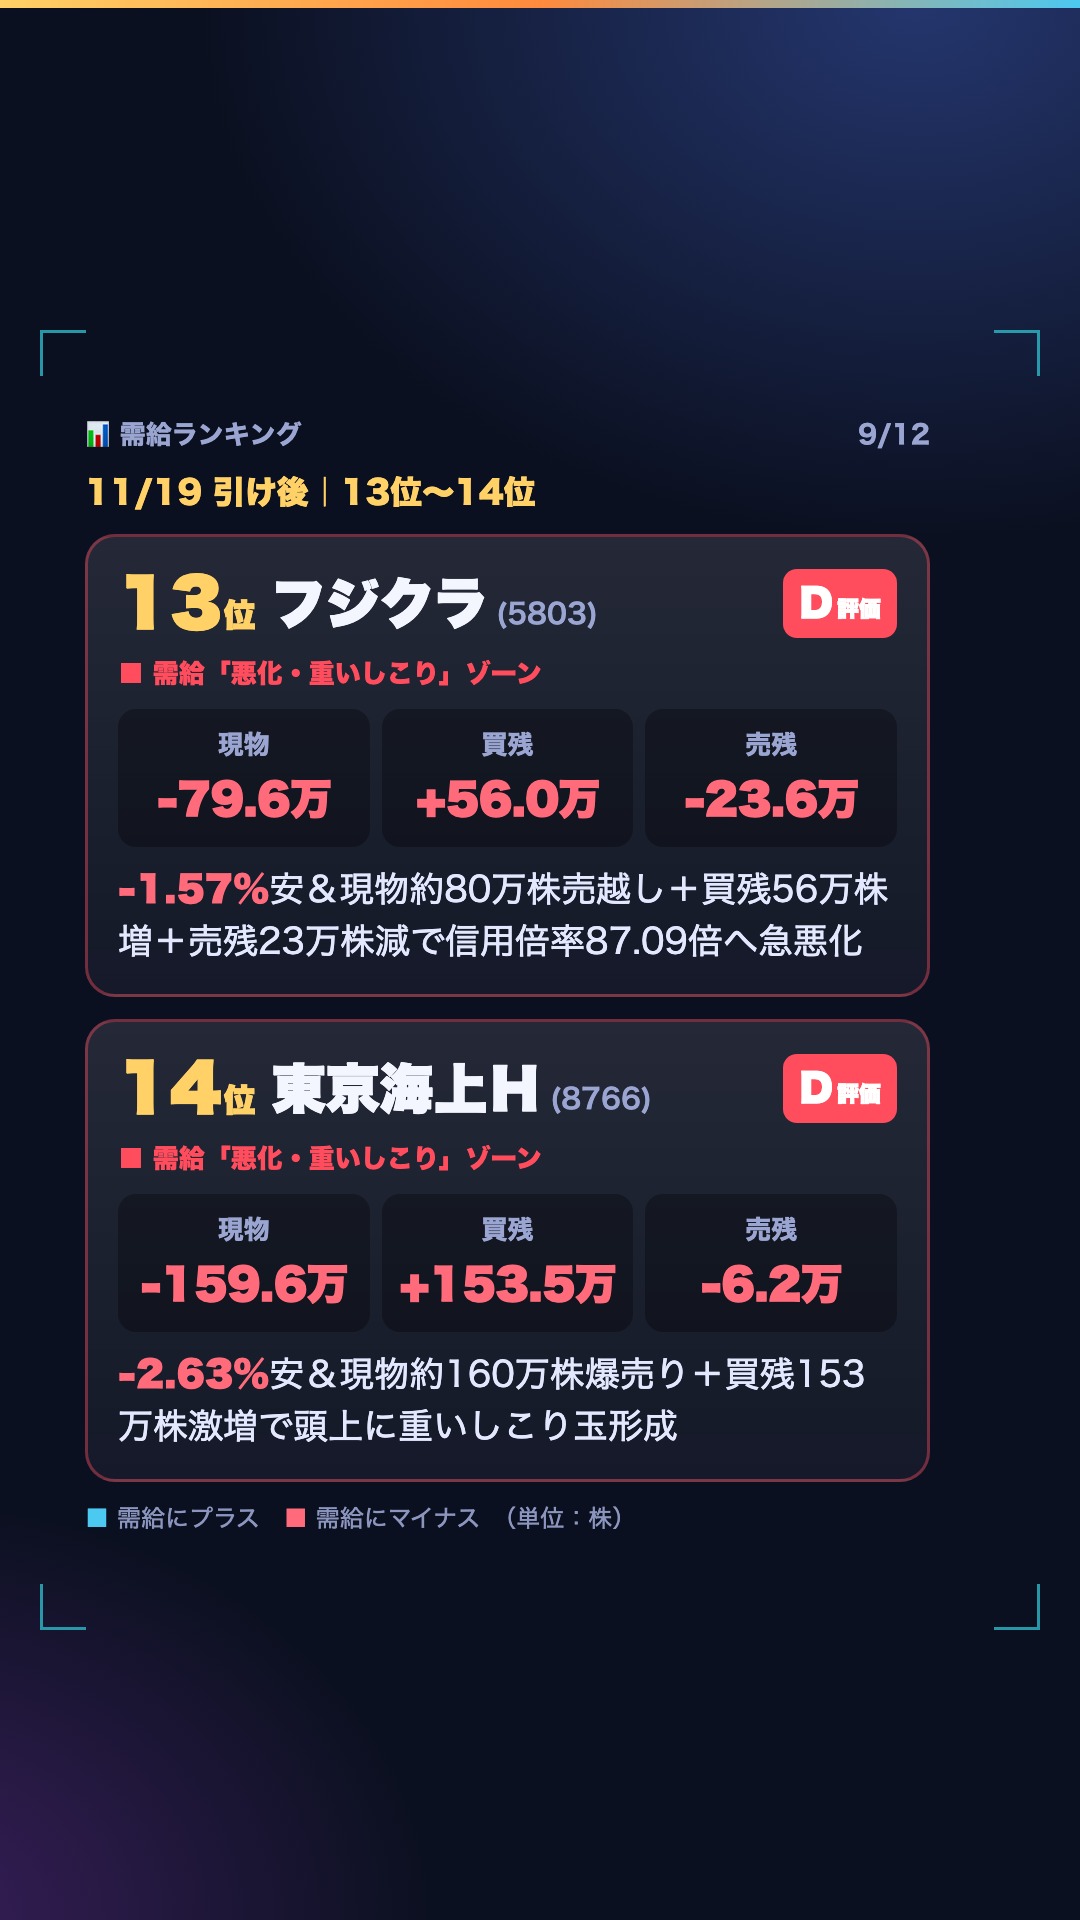 📊 需給ランキング 9/12
11/19 引け後｜13位〜14位
13位 フジクラ (5803) D評価
■ 需給「悪化・重いしこり」ゾーン
現物 買残 売残
-79.6万 +56.0万 -23.6万
-1.57%安＆現物約80万株売越し＋買残56万株
増＋売残23万株減で信用倍率87.09倍へ急悪化
14位 東京海上H (8766) D評価
■ 需給「悪化・重いしこり」ゾーン
現物 買残 売残
-159.6万 +153.5万 -6.2万
-2.63%安＆現物約160万株爆売り＋買残153
万株激増で頭上に重いしこり玉形成
■ 需給にプラス ■ 需給にマイナス （単位：株）